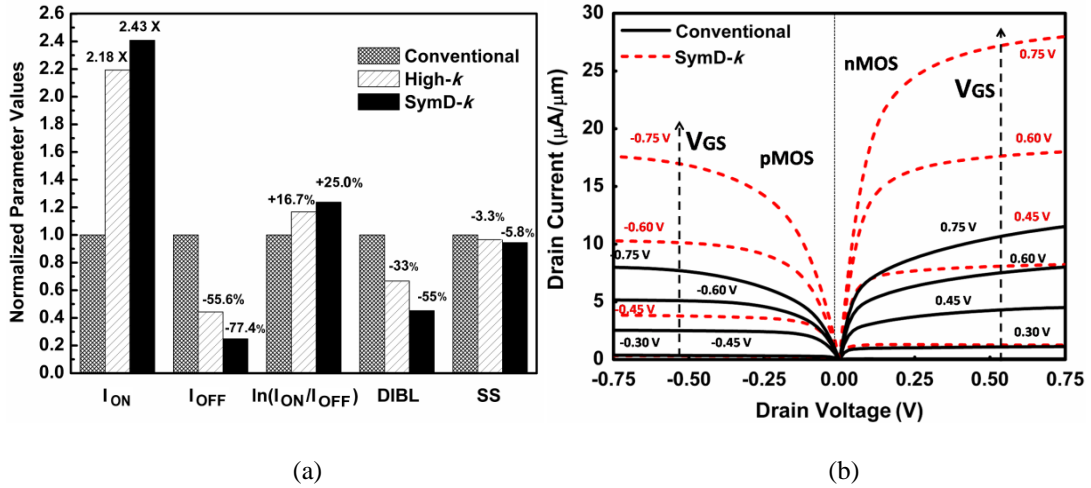 2.6
2.4
2.2
2.0
1.8
1.6
1.4
1.2
1.0
0.8
0.6
0.4
0.2
0.0
Normalized Parameter Values
2.18 X
2.43 X
-55.6%
-77.4%
+16.7%
+25.0%
-33%
-55%
-3.3%
-5.8%
Conventional
High-k
SymD-k
I ON
I OFF
ln(I ON/I OFF)
DIBL
SS
(a)
30
25
20
15
10
5
0
Drain Current (μA/μm)
Conventional
SymD-k
nMOS
pMOS
VGS
VGS
-0.75 V
-0.60 V
-0.75 V
-0.60 V
-0.45 V
-0.30 V
-0.45 V
0.75 V
0.60 V
0.45 V
0.75 V
0.60 V
0.45 V
0.30 V
-0.75
-0.50
-0.25
0.00
0.25
0.50
0.75
Drain Voltage (V)
(b)